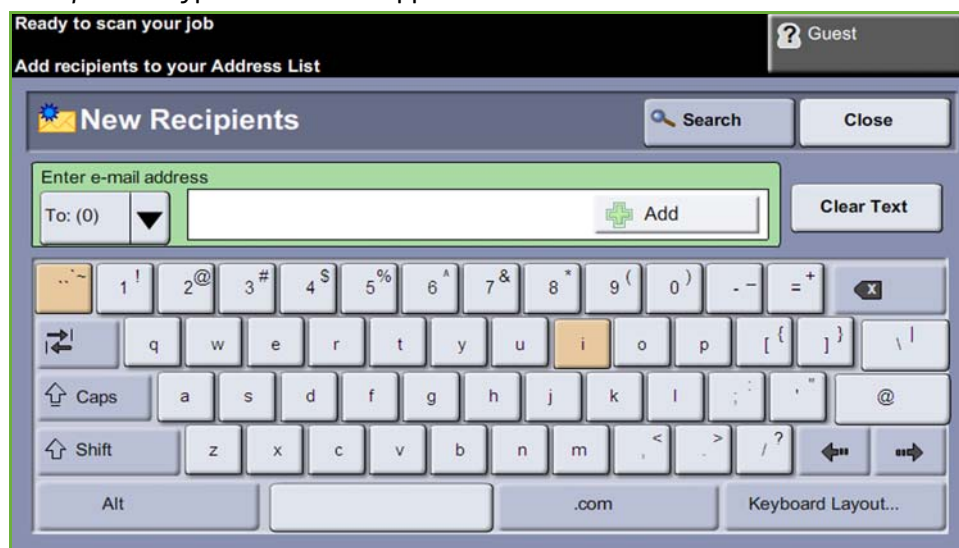 Ready to scan your job
Guest
Add recipients to your Address List
New Recipients
Search
Close
Enter e-mail address
To: (0)
Add
Clear Text
¨ ` ~ 1 ! 2 @ 3 # 4 $ 5 % 6 ^ 7 & 8 * 9 ( 0 ) - _ = +
q w e r t y u i o p [ { ] } \ |
Caps a s d f g h j k l ; : ' " @
Shift z x c v b n m , < . > / ?
Alt .com Keyboard Layout...